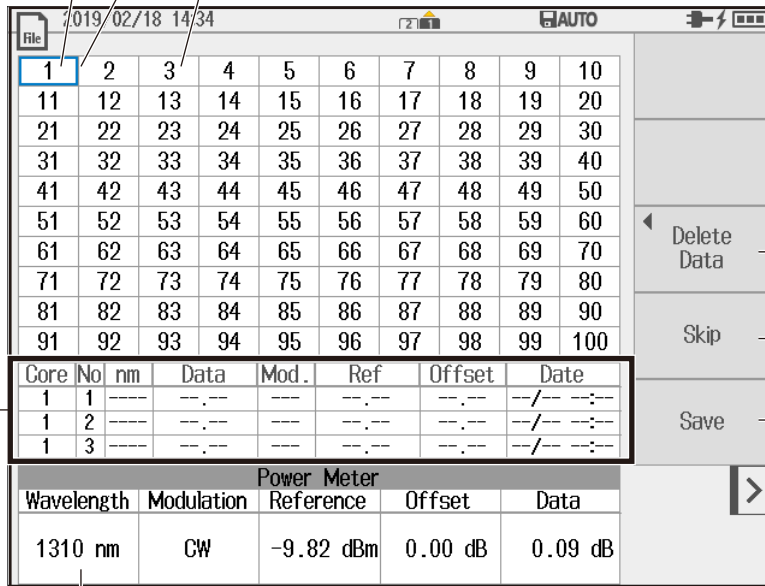 2019/02/18 14:34 2 1 AUTO
File
1 2 3 4 5 6 7 8 9 10
11 12 13 14 15 16 17 18 19 20
21 22 23 24 25 26 27 28 29 30
31 32 33 34 35 36 37 38 39 40
41 42 43 44 45 46 47 48 49 50
51 52 53 54 55 56 57 58 59 60
61 62 63 64 65 66 67 68 69 70
71 72 73 74 75 76 77 78 79 80
81 82 83 84 85 86 87 88 89 90
91 92 93 94 95 96 97 98 99 100
Core No nm Data Mod. Ref Offset Date
1 1 ---- --.-- --- --.-- --.-- --/-- --:--
1 2 ---- --.-- --- --.-- --.-- --/-- --:--
1 3 ---- --.-- --- --.-- --.-- --/-- --:--
Power Meter
Wavelength Modulation Reference Offset Data
1310 nm CW -9.82 dBm 0.00 dB 0.09 dB
Delete
Data
Skip
Save